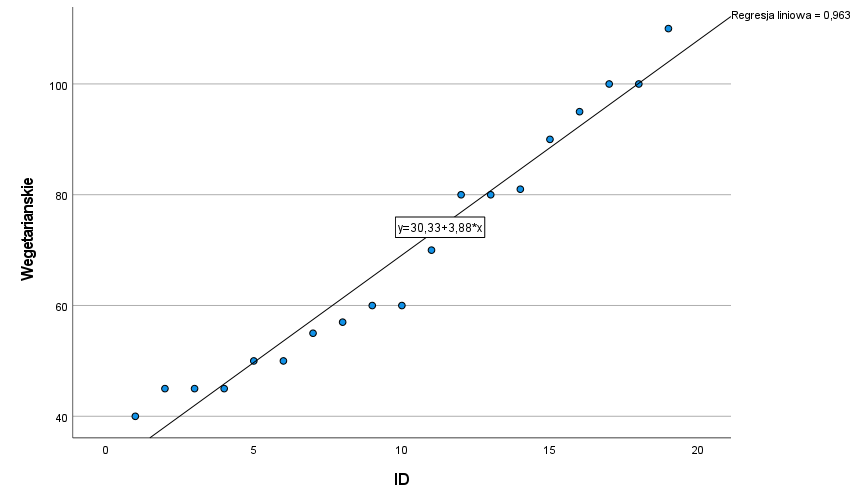 Regresja liniowa = 0,963
100
80
60
40
Wegetarianskie
y=30,33+3,88*x
0
5
10
15
20
ID